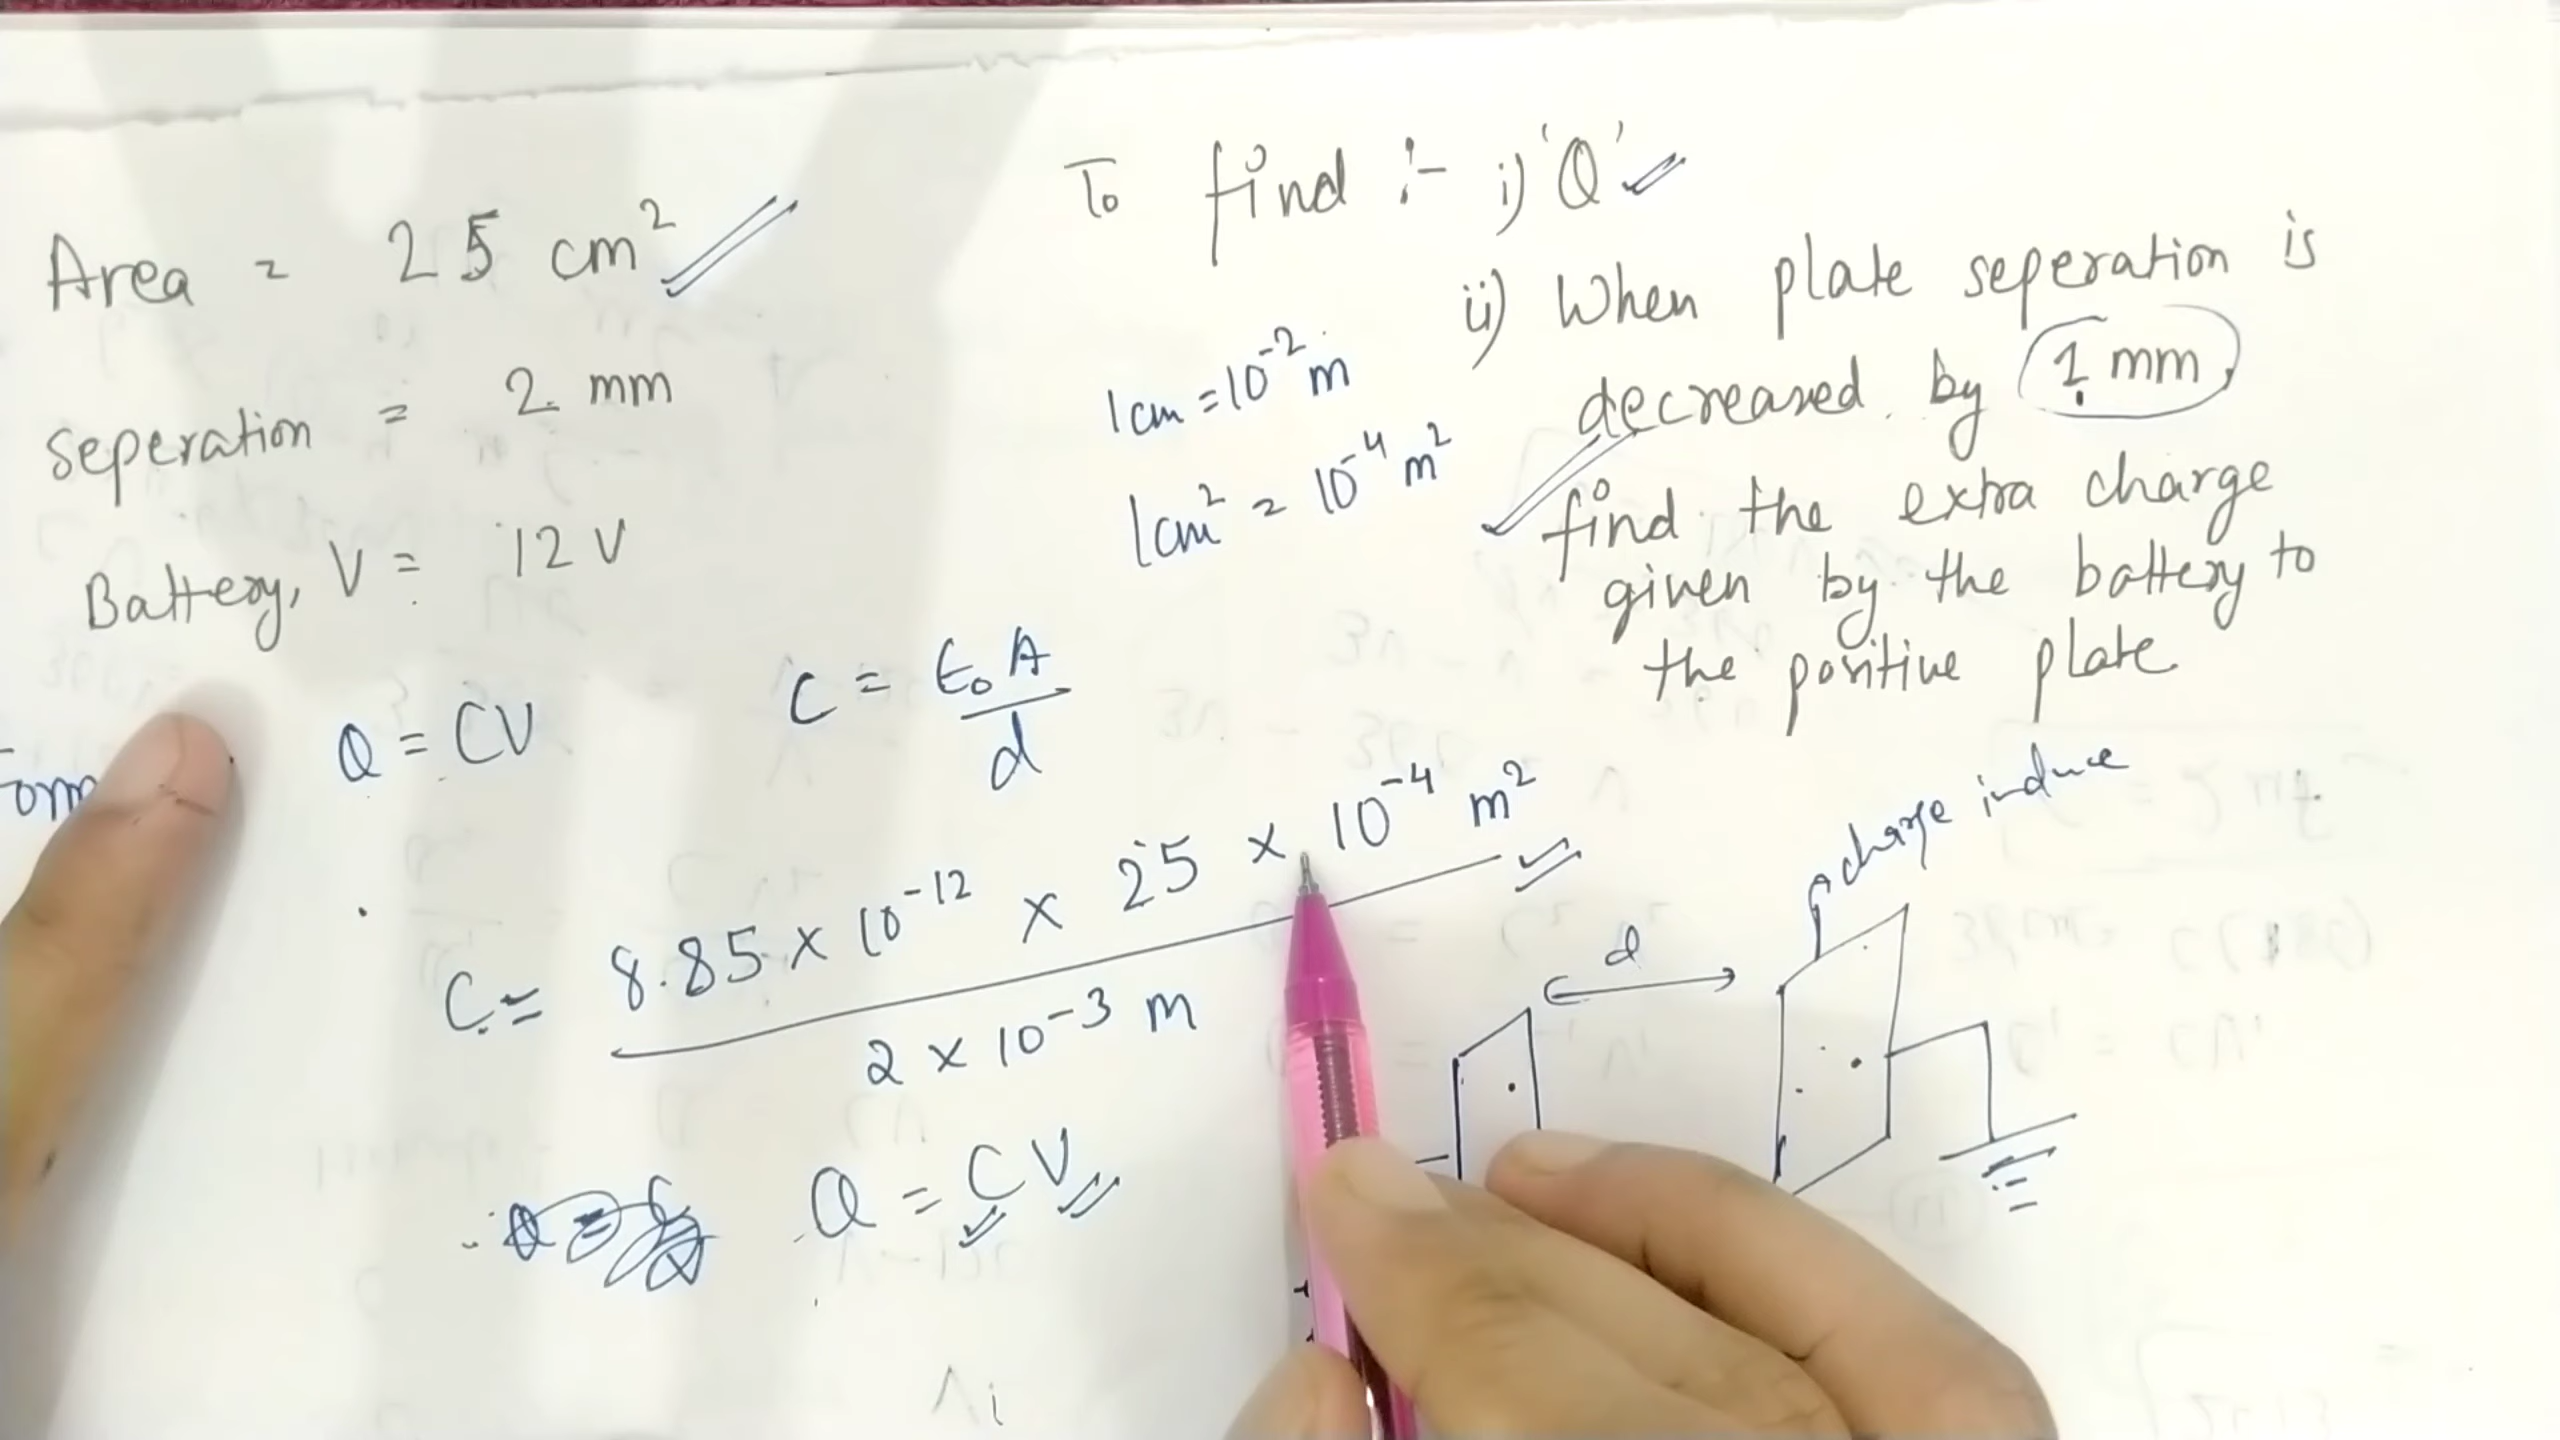 Area = 25 cm²
seperation = 2 mm
Battery, V = 12 V
To find :- i) 'Q'
ii) When plate seperation is
decreased by 1 mm
find the extra charge
given by the battery to
the positive plate
1cm = 10⁻² m
1cm² = 10⁻⁴ m²
Q = CV
C = ε₀ A / d
C = 8.85 × 10⁻¹² × 25 × 10⁻⁴ m²
2 × 10⁻³ m
Q = CV
charge induce
d